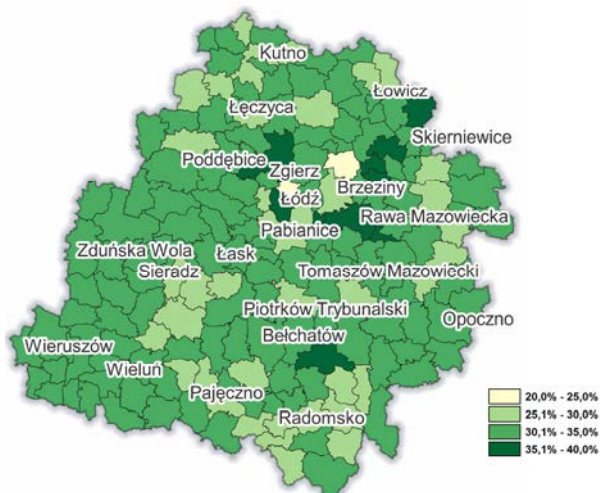 Kutno
Łowicz
Łęczyca
Skierniewice
Poddębice
Zgierz
Brzeziny
Łódź
Rawa Mazowiecka
Pabianice
Zduńska Wola
Łask
Sieradz
Tomaszów Mazowiecki
Piotrków Trybunalski
Opoczno
Bełchatów
Wieruszów
Wieluń
Pajęczno
Radomsko
20,0% - 25,0%
25,1% - 30,0%
30,1% - 35,0%
35,1% - 40,0%